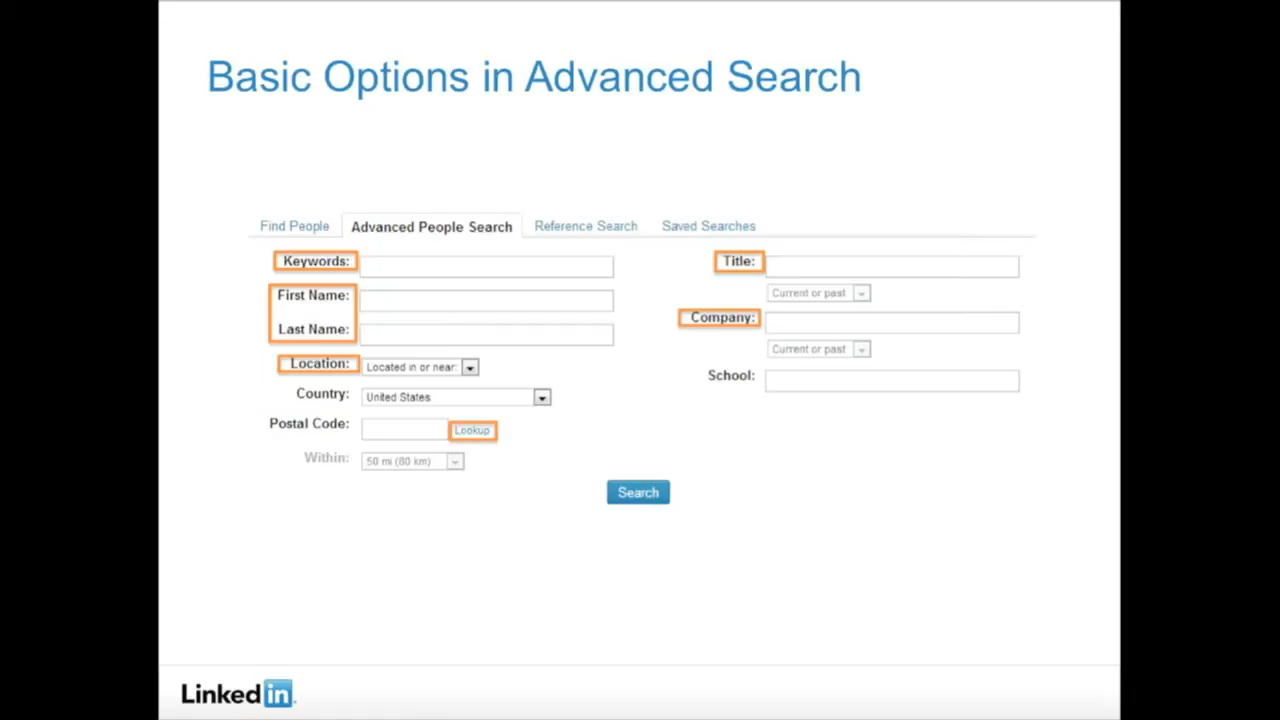 Basic Options in Advanced Search
Find People Advanced People Search Reference Search Saved Searches
Keywords:
First Name:
Last Name:
Location: Located in or near:
Country: United States
Postal Code: Lookup
Within: 50 mi (80 km)
Title:
Current or past
Company:
Current or past
School:
Search
Linked in